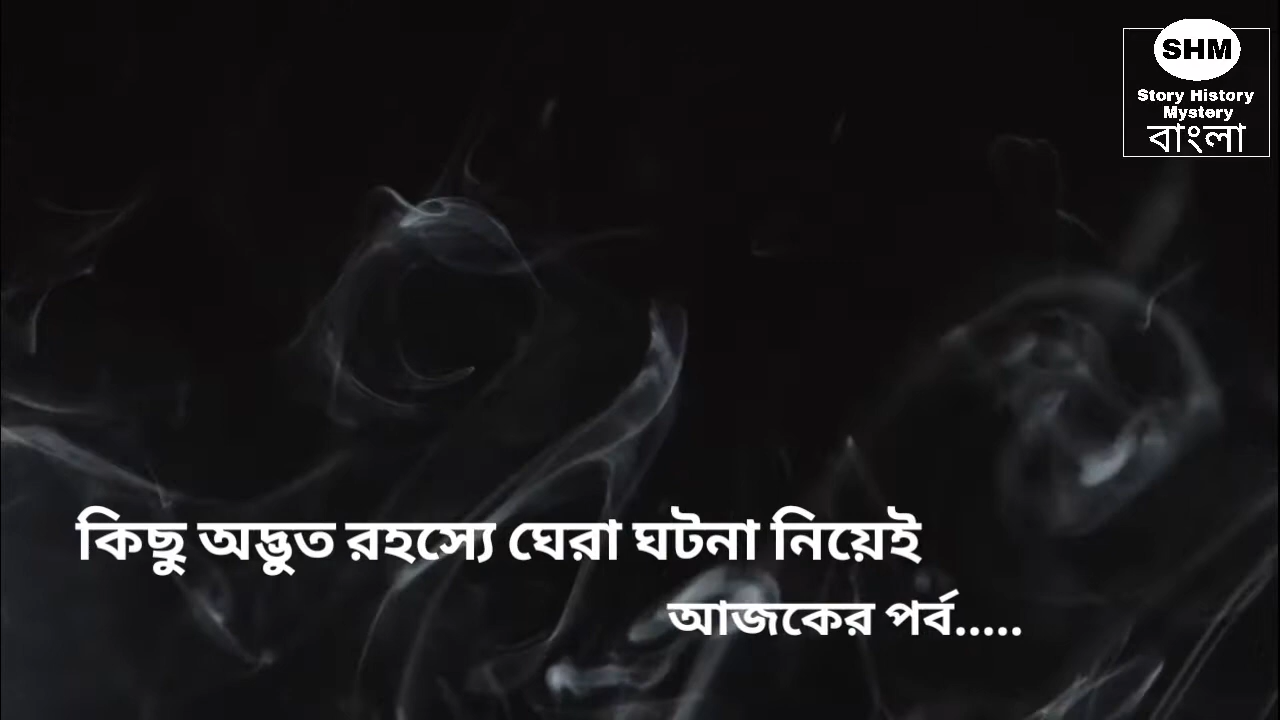 SHM
Story History
Mystery
বাংলা
কিছু অদ্ভুত রহস্যে ঘেরা ঘটনা নিয়েই
আজকের পর্ব.....